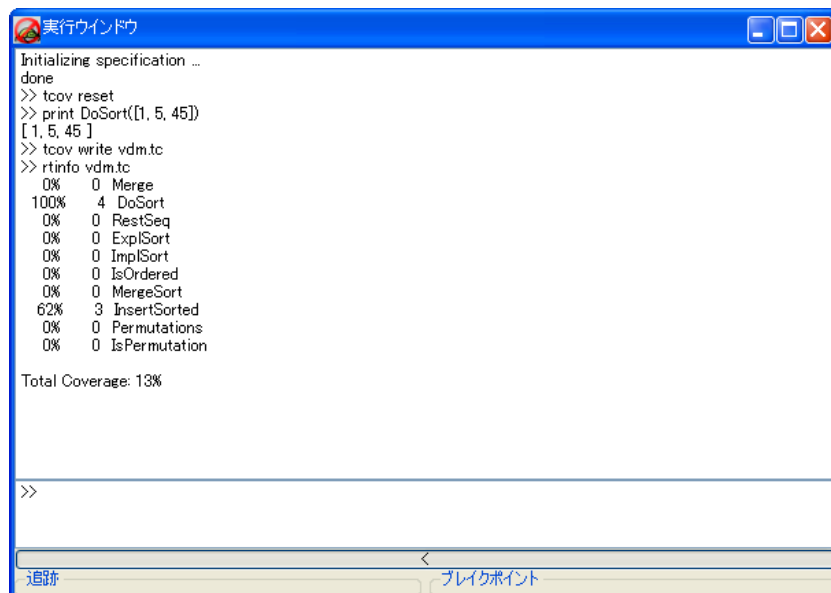 実行ウインドウ
Initializing specification ...
done
>> tcov reset
>> print DoSort([1, 5, 45])
[ 1, 5, 45 ]
>> tcov write vdm.tc
>> rtinfo vdm.tc
0% 0 Merge
100% 4 DoSort
0% 0 RestSeq
0% 0 ExplSort
0% 0 ImplSort
0% 0 IsOrdered
0% 0 MergeSort
62% 3 InsertSorted
0% 0 Permutations
0% 0 IsPermutation
Total Coverage: 13%
>>
<
追跡 ブレイクポイント